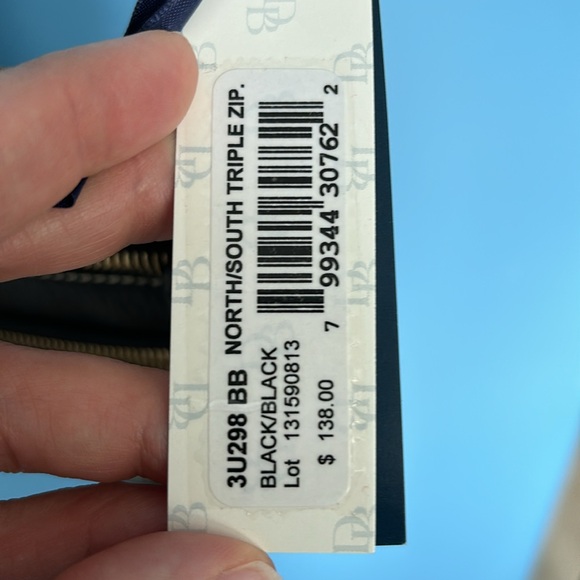 3U298 BB NORTH/SOUTH TRIPLE ZIP.
BLACK/BLACK
Lot 131590813
$ 138.00
7 99344 30762 2